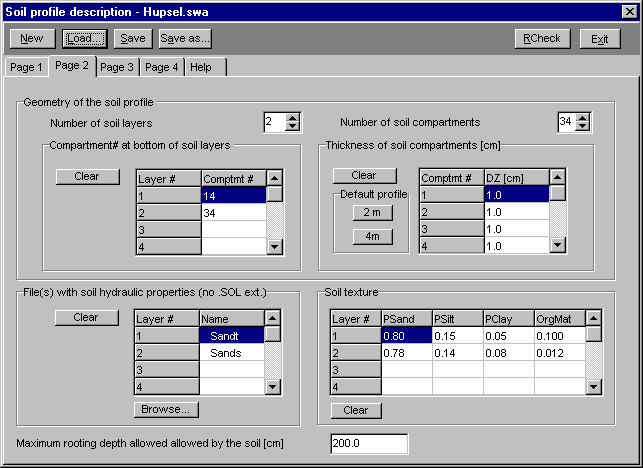 Soil profile description - Hupsel.swa
New Load... Save Save as... RCheck Exit
Page 1 Page 2 Page 3 Page 4 Help
Geometry of the soil profile
Number of soil layers 2 Number of soil compartments 34
Compartment# at bottom of soil layers
Clear
Layer # Comptmt #
1 14
2 34
3
4
Thickness of soil compartments [cm]
Clear
Default profile
2 m
4m
Comptmt # DZ [cm]
1 1.0
2 1.0
3 1.0
4 1.0
File(s) with soil hydraulic properties (no .SOL ext.)
Clear
Layer # Name
1 Sandt
2 Sands
3
4
Browse...
Soil texture
Layer # PSand PSilt PClay OrgMat
1 0.80 0.15 0.05 0.100
2 0.78 0.14 0.08 0.012
3
4
Clear
Maximum rooting depth allowed allowed by the soil [cm] 200.0